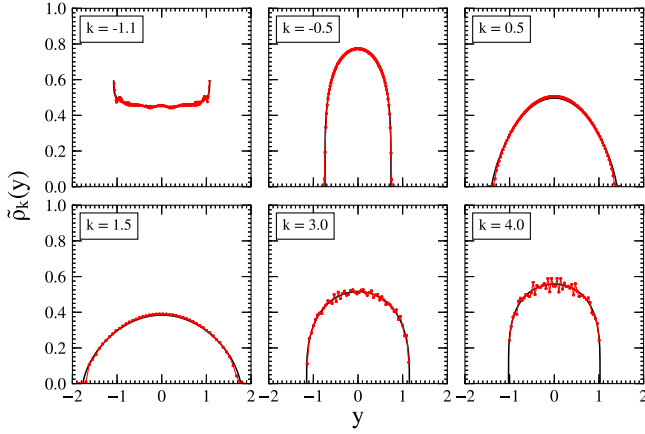 1.0
k = -1.1
k = -0.5
k = 0.5
0.8
0.6
0.4
0.2
0.0
ρ̃k(y)
1.0
k = 1.5
k = 3.0
k = 4.0
0.8
0.6
0.4
0.2
0.0
−2 −1 0 1 2 −2 −1 0 1 2 −2 −1 0 1 2
y